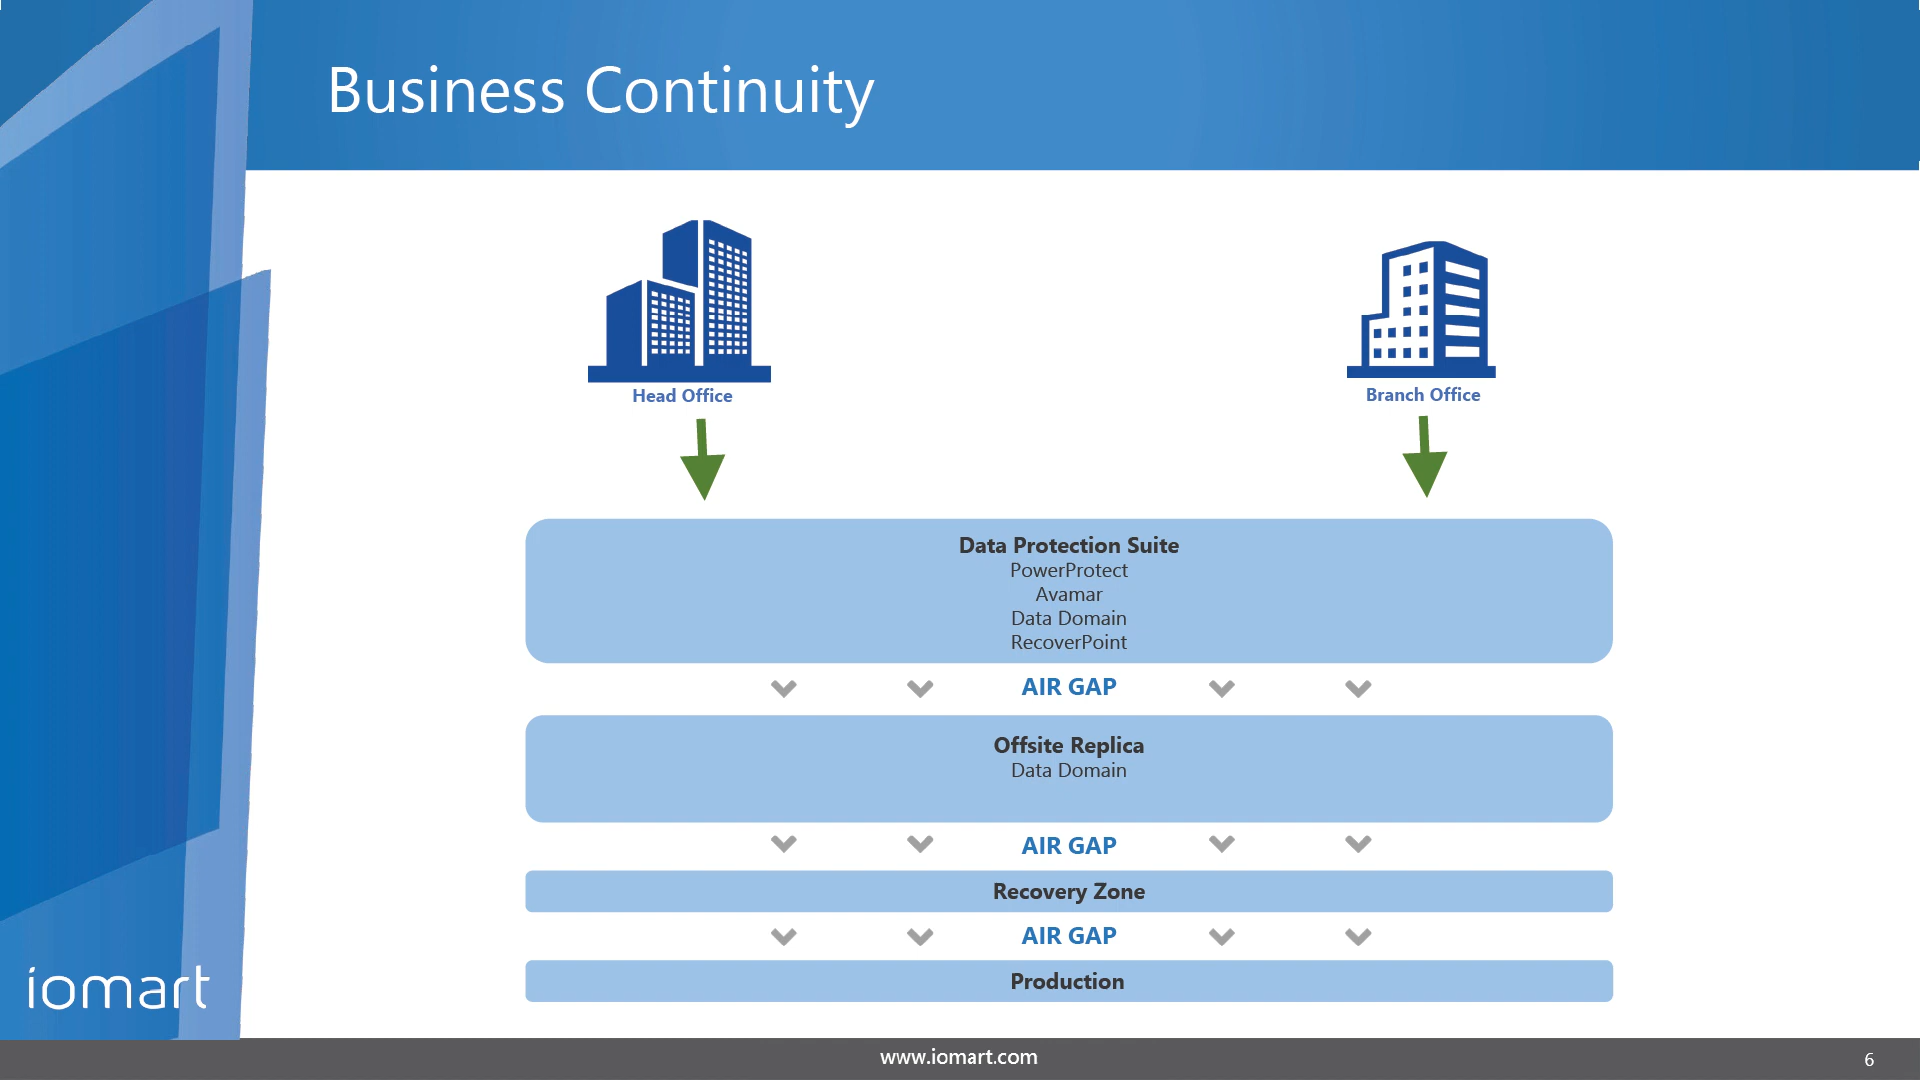 Business Continuity
Head Office
Branch Office
Data Protection Suite
PowerProtect
Avamar
Data Domain
RecoverPoint
AIR GAP
Offsite Replica
Data Domain
AIR GAP
Recovery Zone
AIR GAP
Production
iomart
www.iomart.com
6